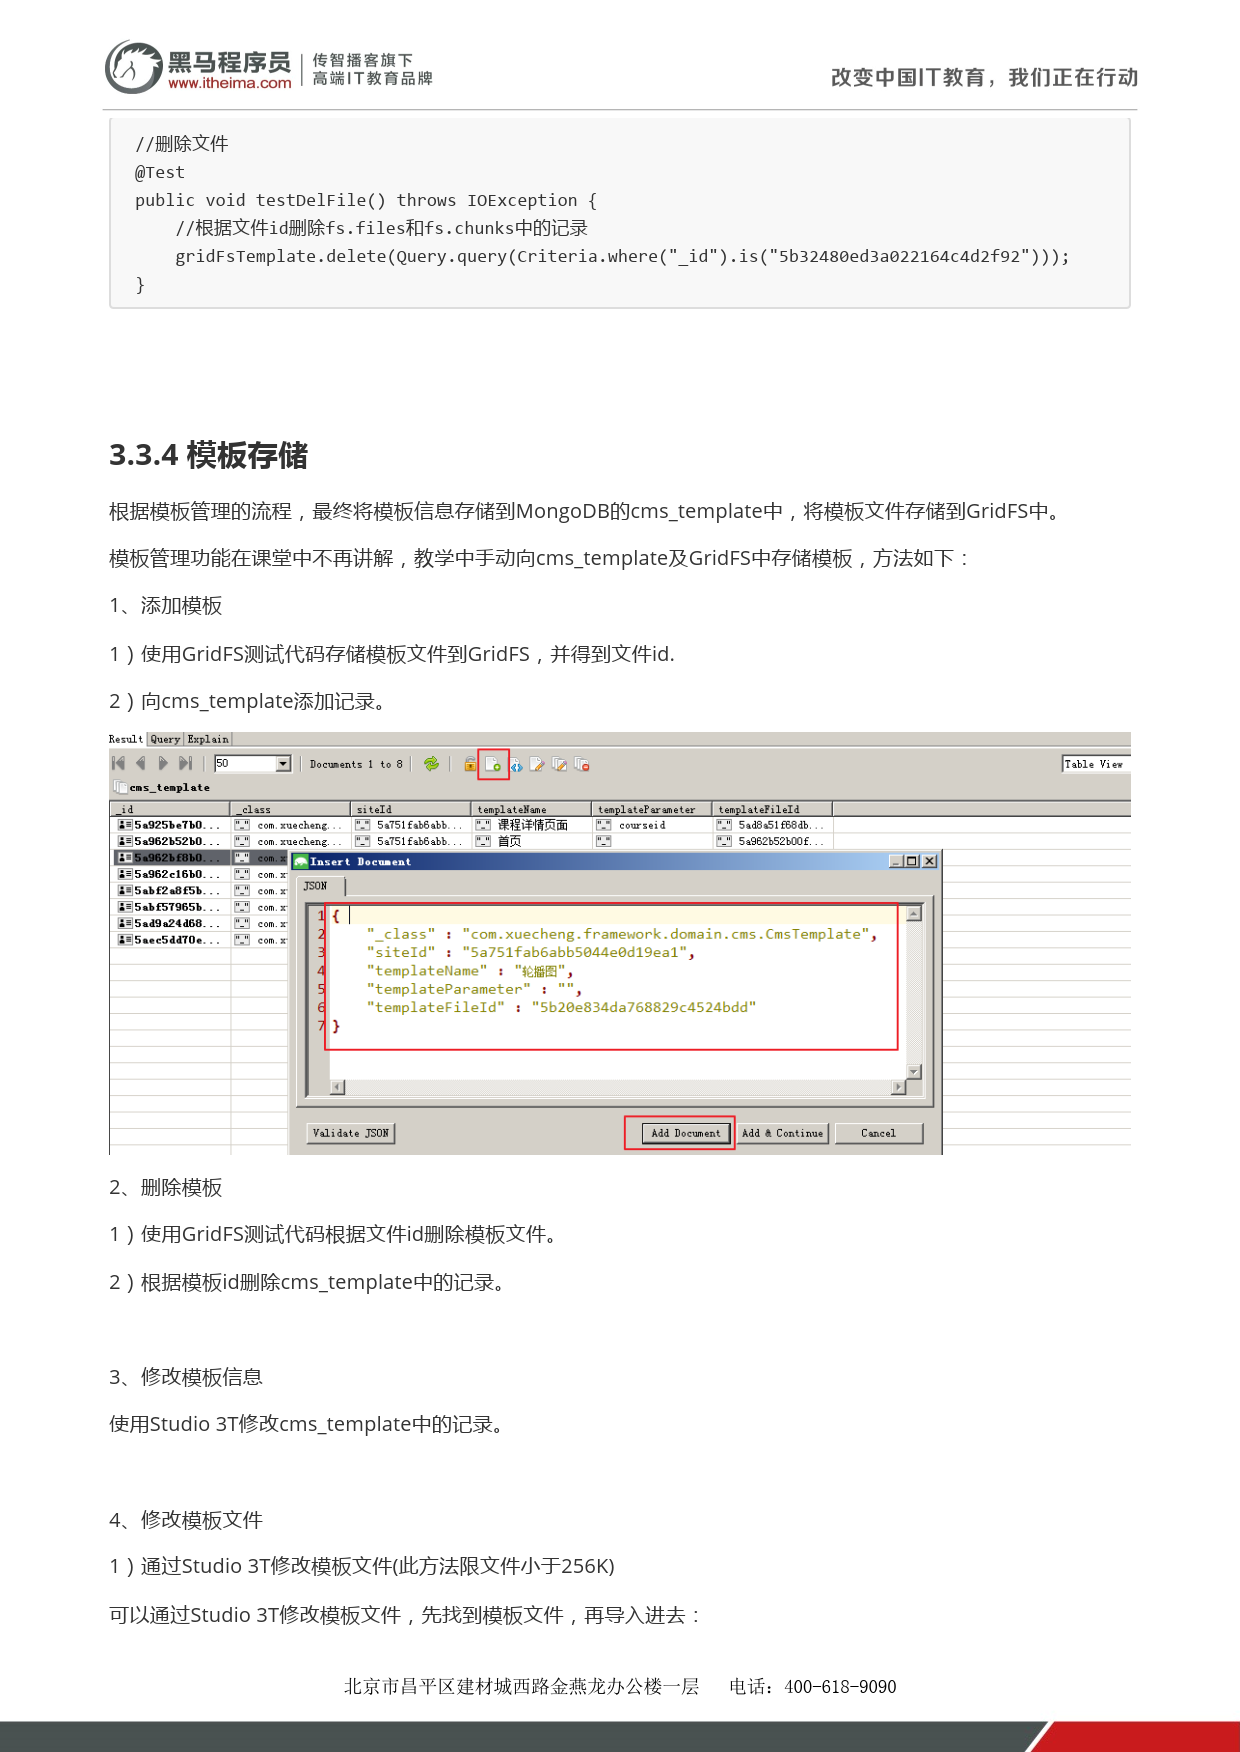 黑马程序员
www.itheima.com
传智播客旗下
高端IT教育品牌
改变中国IT教育，我们正在行动
//删除文件
@Test
public void testDelFile() throws IOException {
    //根据文件id删除fs.files和fs.chunks中的记录
    gridFsTemplate.delete(Query.query(Criteria.where("_id").is("5b32480ed3a022164c4d2f92")));
}
3.3.4 模板存储
根据模板管理的流程，最终将模板信息存储到MongoDB的cms_template中，将模板文件存储到GridFS中。
模板管理功能在课堂中不再讲解，教学中手动向cms_template及GridFS中存储模板，方法如下：
1、添加模板
1）使用GridFS测试代码存储模板文件到GridFS，并得到文件id.
2）向cms_template添加记录。
Result Query Explain
50 Documents 1 to 8 Table View
cms_template
_id _class siteId templateName templateParameter templateFileId
5a925be7b0... com.xuecheng... 5a751fab6abb... 课程详情页面 courseid 5ad8a51f68db...
5a962b52b0... com.xuecheng... 5a751fab6abb... 首页 5a962b52b00f...
5a962bf8b0... com.x
5a962c16b0... com.x
5abf2a8f5b... com.x
5abf57965b... com.x
5ad9a24d68... com.x
5aec5dd70e... com.x
Insert Document
JSON
1 {
2     "_class" : "com.xuecheng.framework.domain.cms.CmsTemplate",
3     "siteId" : "5a751fab6abb5044e0d19ea1",
4     "templateName" : "轮播图",
5     "templateParameter" : "",
6     "templateFileId" : "5b20e834da768829c4524bdd"
7 }
Validate JSON Add Document Add & Continue Cancel
2、删除模板
1）使用GridFS测试代码根据文件id删除模板文件。
2）根据模板id删除cms_template中的记录。
3、修改模板信息
使用Studio 3T修改cms_template中的记录。
4、修改模板文件
1）通过Studio 3T修改模板文件(此方法限文件小于256K)
可以通过Studio 3T修改模板文件，先找到模板文件，再导入进去：
北京市昌平区建材城西路金燕龙办公楼一层 电话：400-618-9090